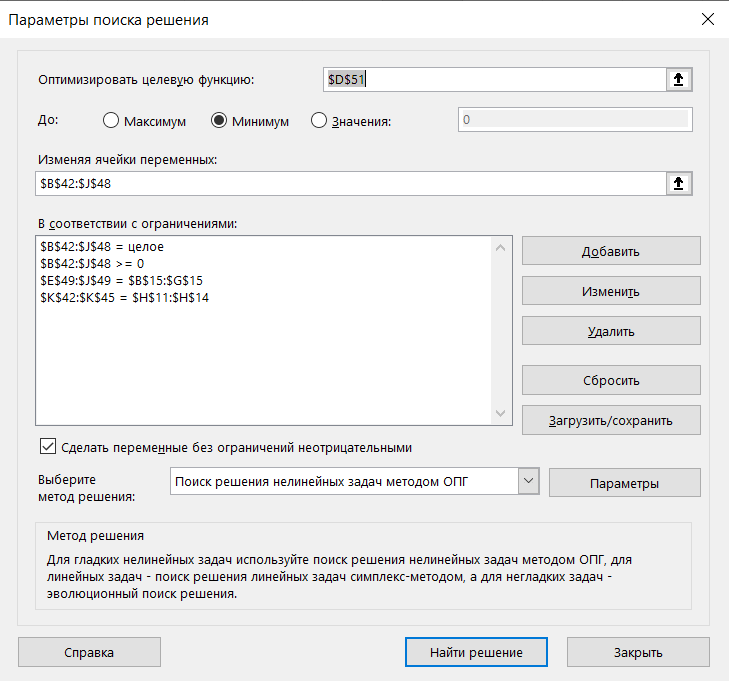 Параметры поиска решения
Оптимизировать целевую функцию:
$D$51
До:
Максимум
Минимум
Значения:
0
Изменяя ячейки переменных:
$B$42:$J$48
В соответствии с ограничениями:
$B$42:$J$48 = целое
$B$42:$J$48 >= 0
$E$49:$J$49 = $B$15:$G$15
$K$42:$K$45 = $H$11:$H$14
Добавить
Изменить
Удалить
Сбросить
Загрузить/сохранить
Сделать переменные без ограничений неотрицательными
Выберите
метод решения:
Поиск решения нелинейных задач методом ОПГ
Параметры
Метод решения
Для гладких нелинейных задач используйте поиск решения нелинейных задач методом ОПГ, для
линейных задач - поиск решения линейных задач симплекс-методом, а для негладких задач -
эволюционный поиск решения.
Справка
Найти решение
Закрыть